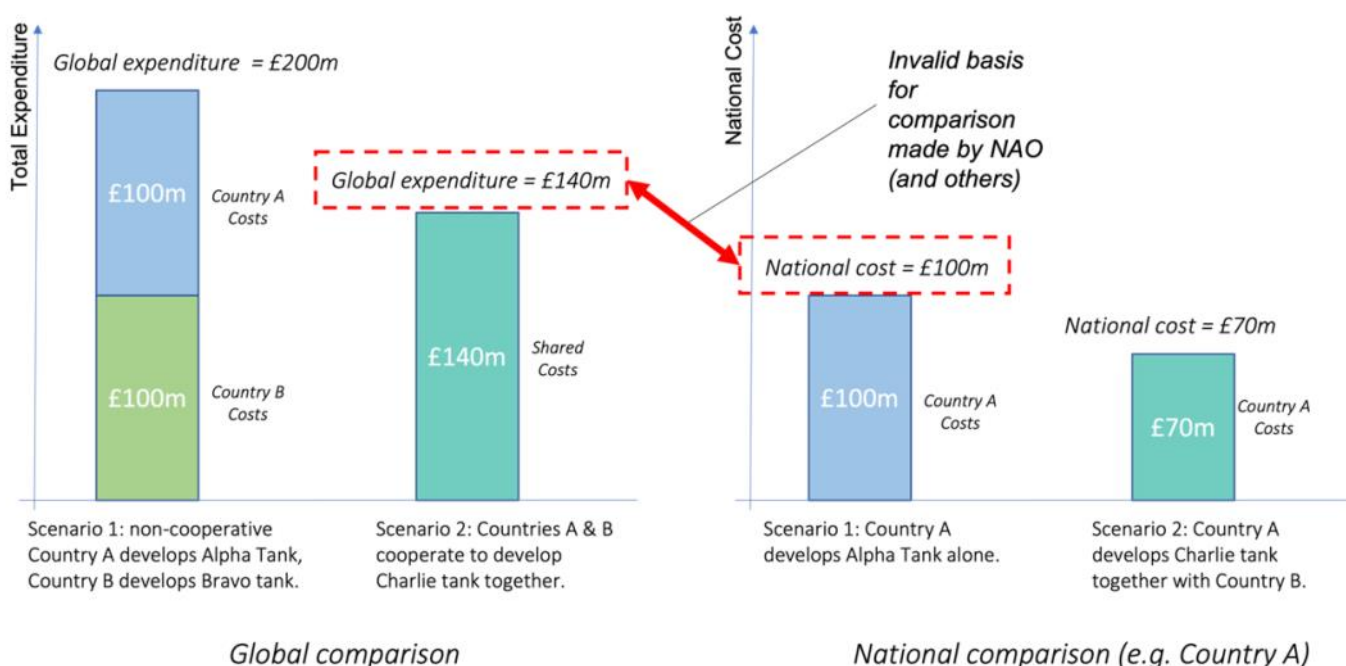 Total Expenditure
Global expenditure = £200m
£100m
Country A
Costs
£100m
Country B
Costs
Global expenditure = £140m
£140m
Shared
Costs
Scenario 1: non-cooperative
Country A develops Alpha Tank,
Country B develops Bravo tank.
Scenario 2: Countries A & B
cooperate to develop
Charlie tank together.
Global comparison
National Cost
Invalid basis
for
comparison
made by NAO
(and others)
National cost = £100m
£100m
Country A
Costs
National cost = £70m
£70m
Country A
Costs
Scenario 1: Country A
develops Alpha Tank alone.
Scenario 2: Country A
develops Charlie tank
together with Country B.
National comparison (e.g. Country A)